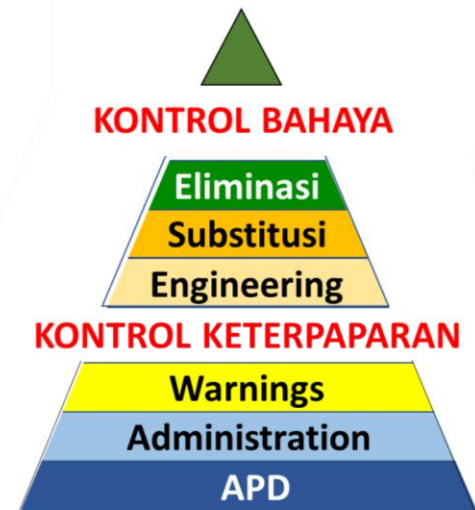 KONTROL BAHAYA
Eliminasi
Substitusi
Engineering
KONTROL KETERPAPARAN
Warnings
Administration
APD